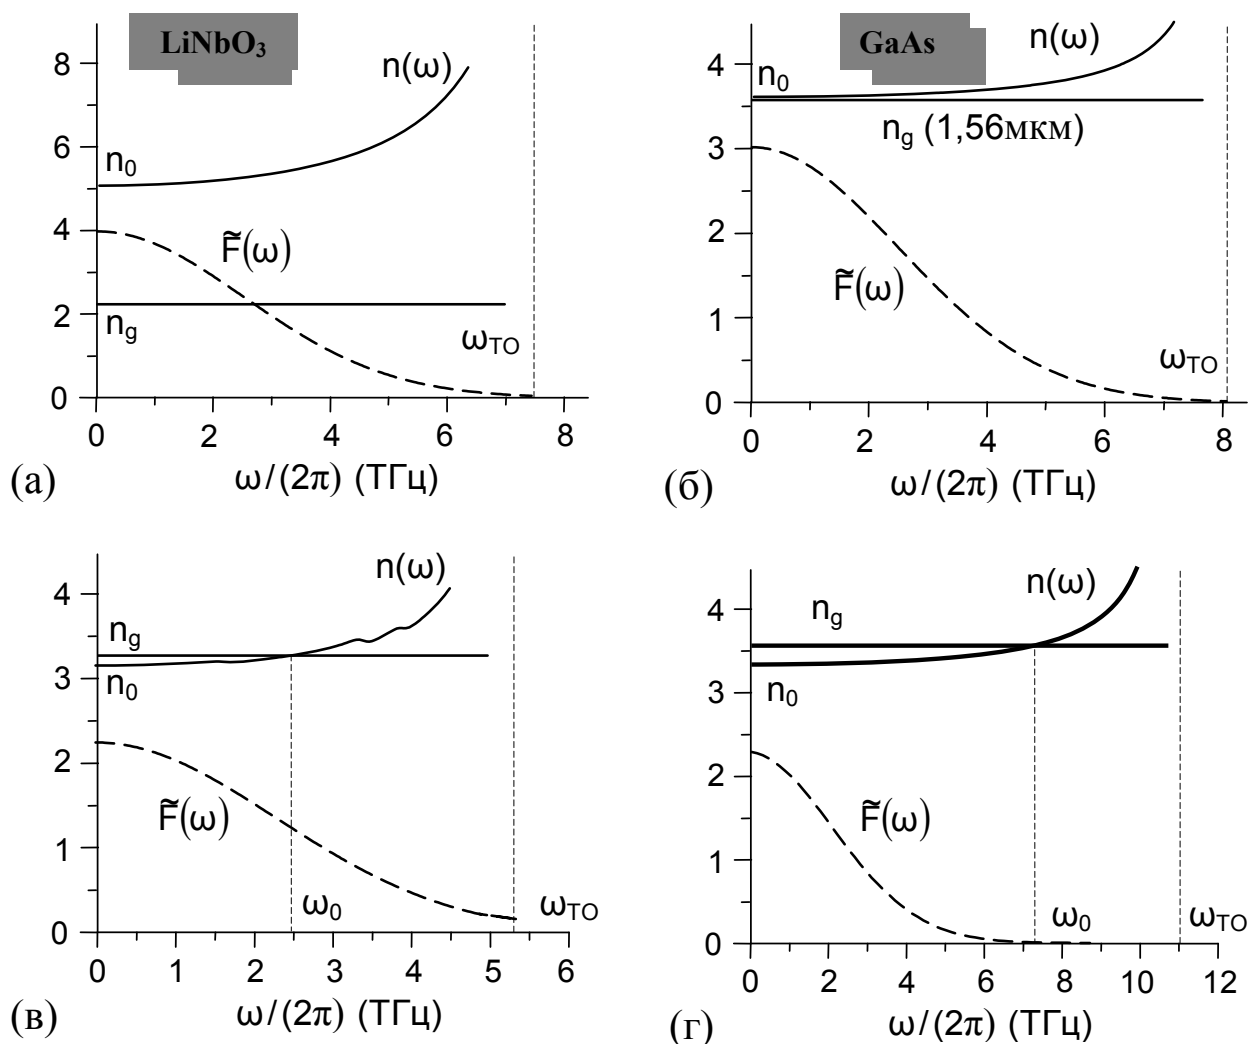 LiNbO₃
n(ω)
n₀
F̃(ω)
n_g
ω_TO
8
6
4
2
0
0 2 4 6 8
ω/(2π) (ТГц)
(а)
GaAs
n(ω)
n₀
n_g (1,56мкм)
F̃(ω)
ω_TO
4
3
2
1
0
0 2 4 6 8
ω/(2π) (ТГц)
(б)
n(ω)
n_g
n₀
F̃(ω)
ω₀
ω_TO
4
3
2
1
0
0 1 2 3 4 5 6
ω/(2π) (ТГц)
(в)
n(ω)
n_g
n₀
F̃(ω)
ω₀
ω_TO
4
3
2
1
0
0 2 4 6 8 10 12
ω/(2π) (ТГц)
(г)